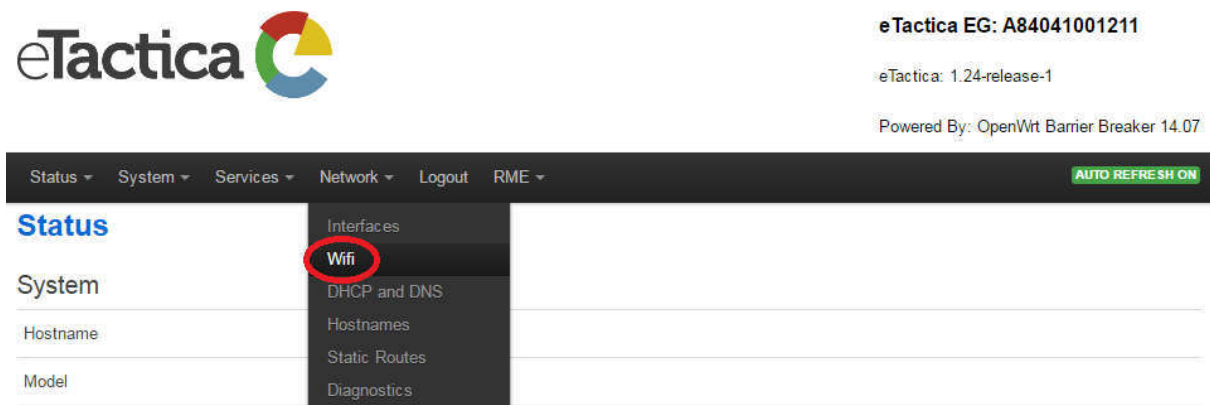 eTactica
eTactica EG: A84041001211
eTactica: 1.24-release-1
Powered By: OpenWrt Barrier Breaker 14.07
Status System Services Network Logout RME AUTO REFRESH ON
Status
Interfaces
Wifi
System
DHCP and DNS
Hostname
Hostnames
Static Routes
Model
Diagnostics